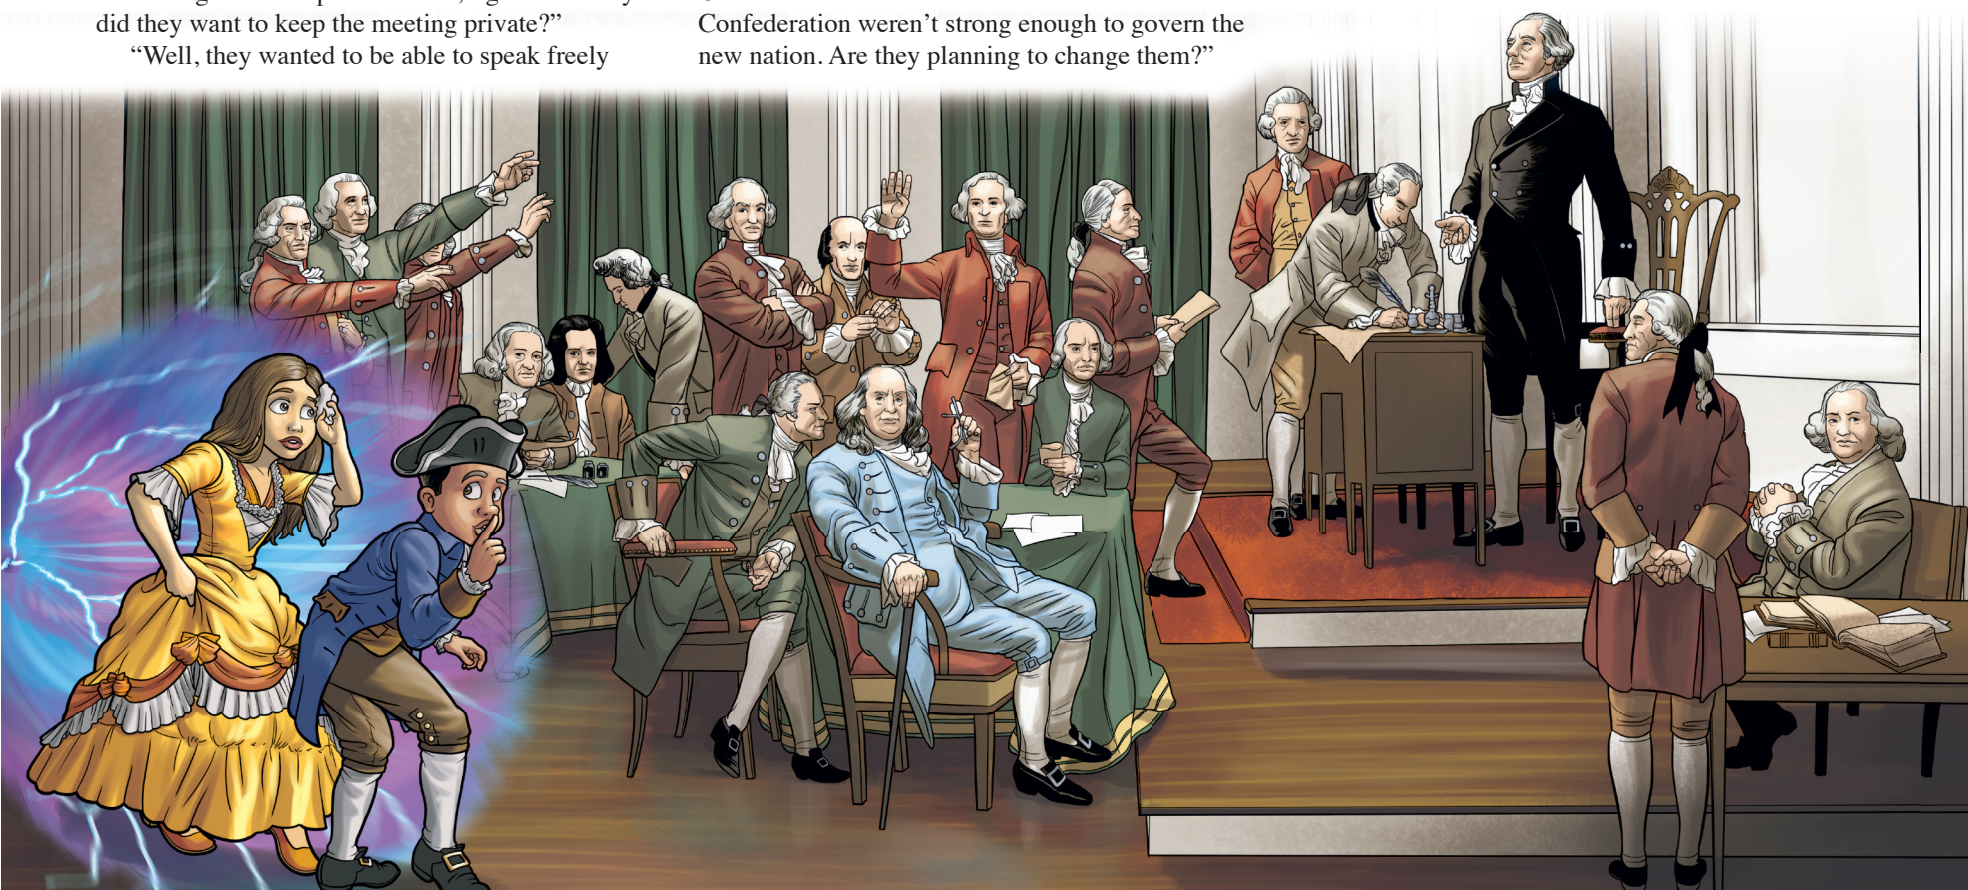 did they want to keep the meeting private?”
“Well, they wanted to be able to speak freely
Confederation weren’t strong enough to govern the
new nation. Are they planning to change them?”